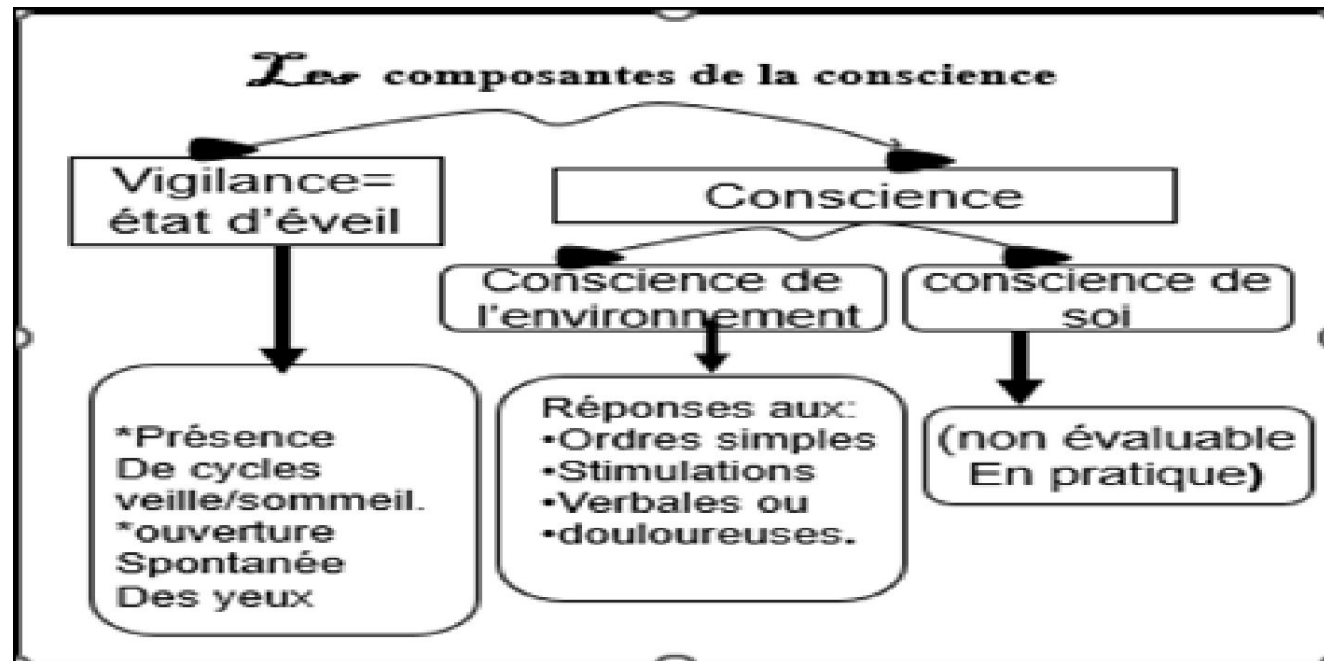 Les composantes de la conscience
Vigilance=
état d'éveil
Conscience
Conscience de
l'environnement
conscience de
soi
*Présence
De cycles
veille/sommeil.
*ouverture
Spontanée
Des yeux
Réponses aux:
•Ordres simples
•Stimulations
•Verbales ou
•douloureuses.
(non évaluable
En pratique)